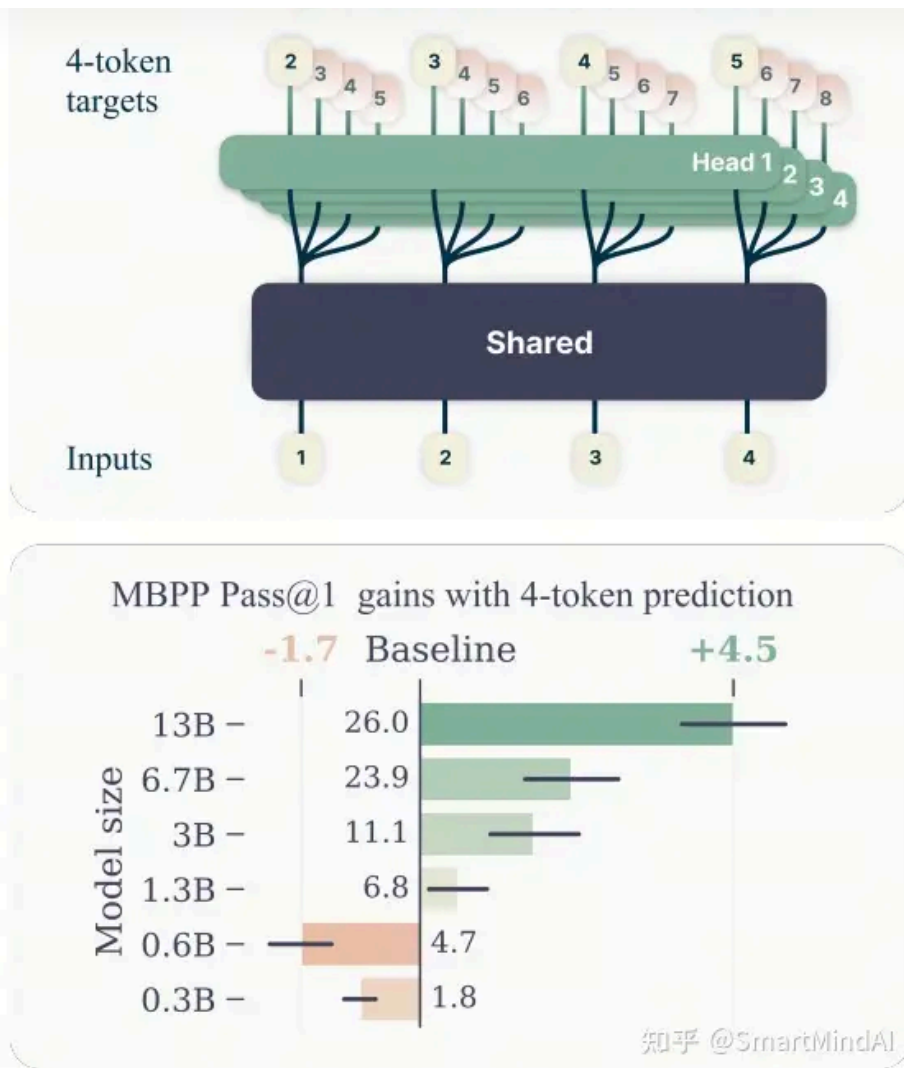 4-token
targets
2 3 4 5 3 4 5 6 4 5 6 7 5 6 7 8
Head 1 2 3 4
Shared
Inputs 1 2 3 4
MBPP Pass@1 gains with 4-token prediction
-1.7 Baseline +4.5
Model size
13B 26.0
6.7B 23.9
3B 11.1
1.3B 6.8
0.6B 4.7
0.3B 1.8
知乎 @SmartMindAI